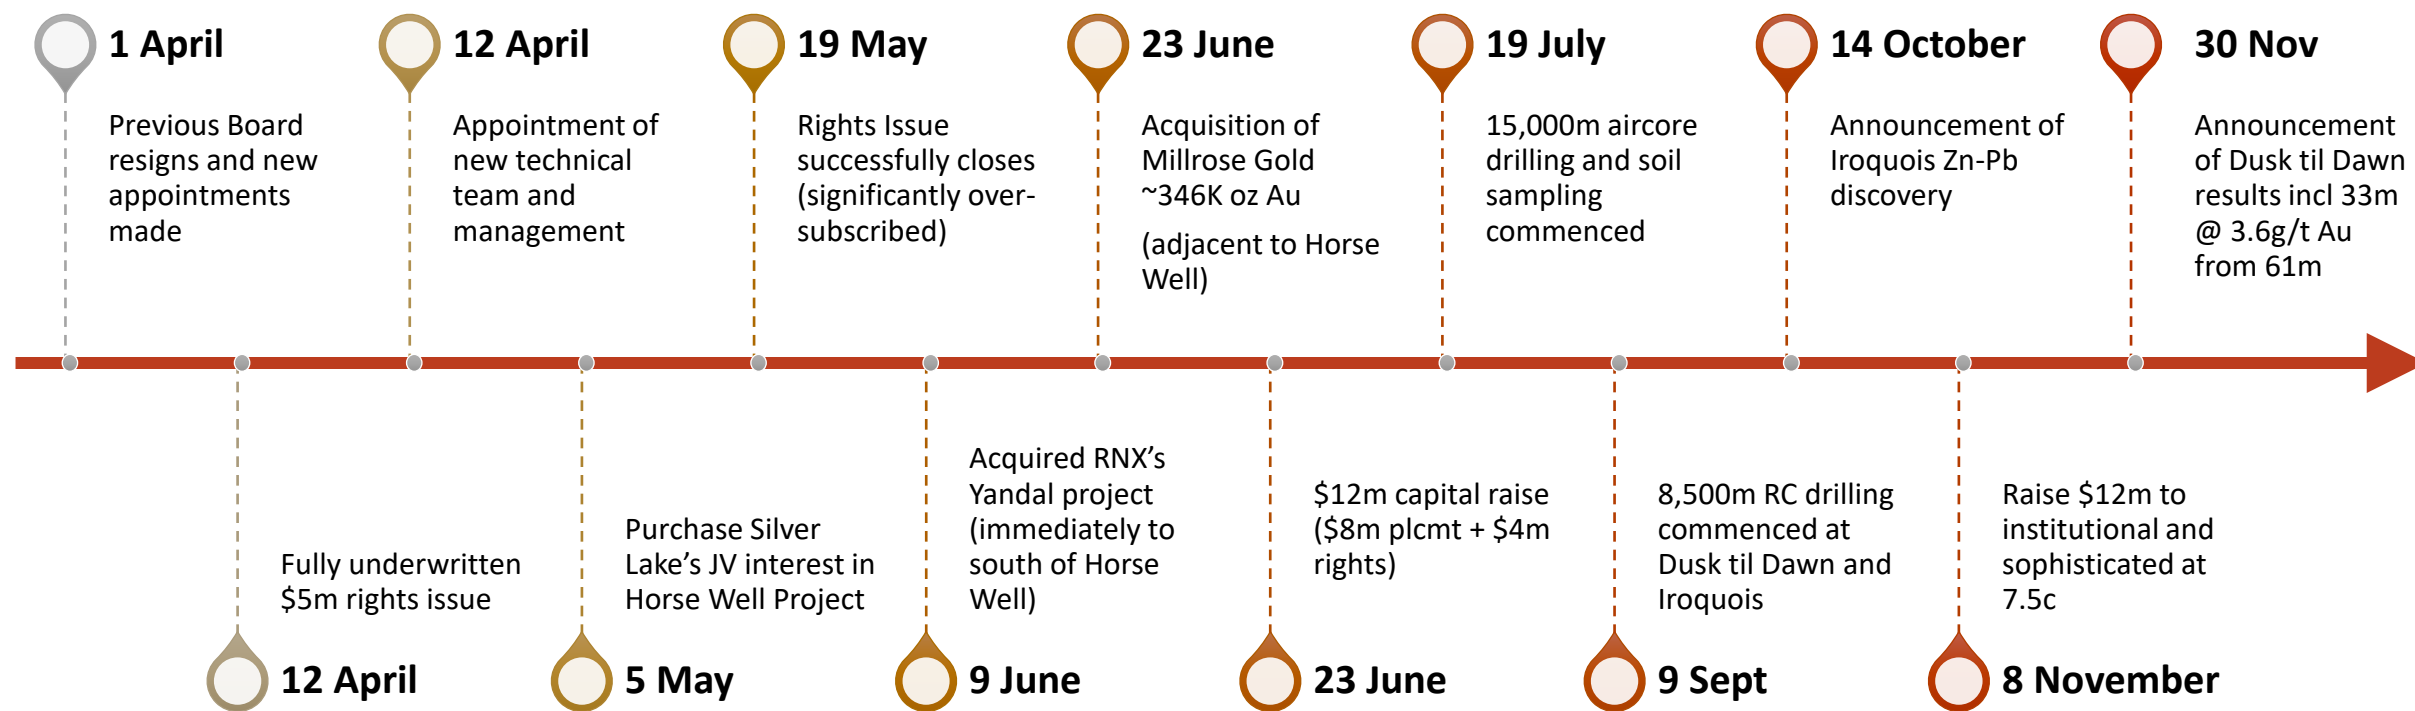 1 April
Previous Board
resigns and new
appointments
made
12 April
Appointment of
new technical
team and
management
19 May
Rights Issue
successfully closes
(significantly over-
subscribed)
23 June
Acquisition of
Millrose Gold
~346K oz Au
(adjacent to Horse
Well)
19 July
15,000m aircore
drilling and soil
sampling
commenced
14 October
Announcement of
Iroquois Zn-Pb
discovery
30 Nov
Announcement
of Dusk til Dawn
results incl 33m
@ 3.6g/t Au
from 61m
Fully underwritten
$5m rights issue
12 April
Purchase Silver
Lake’s JV interest in
Horse Well Project
5 May
Acquired RNX’s
Yandal project
(immediately to
south of Horse
Well)
9 June
$12m capital raise
($8m plcmt + $4m
rights)
23 June
8,500m RC drilling
commenced at
Dusk til Dawn and
Iroquois
9 Sept
Raise $12m to
institutional and
sophisticated at
7.5c
8 November